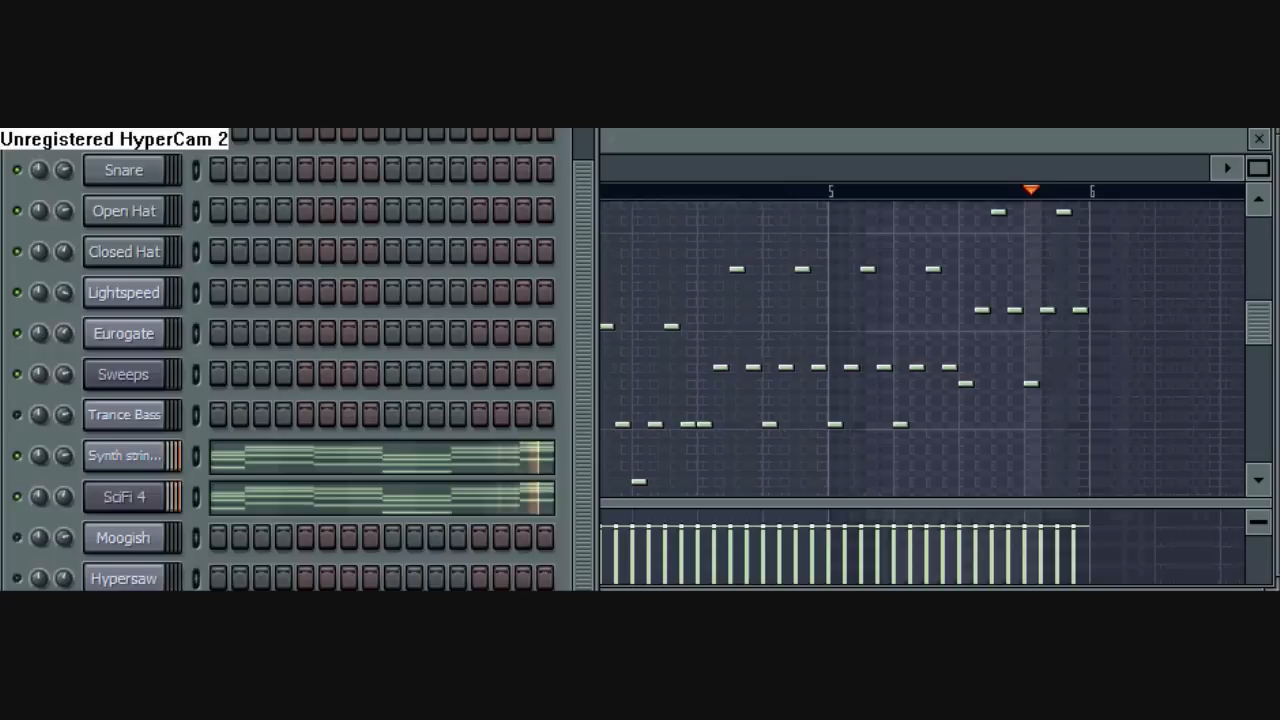 Unregistered HyperCam 2
Snare
5 6
Open Hat
Closed Hat
Lightspeed
Eurogate
Sweeps
Trance Bass
Synth strin...
SciFi 4
Moogish
Hypersaw